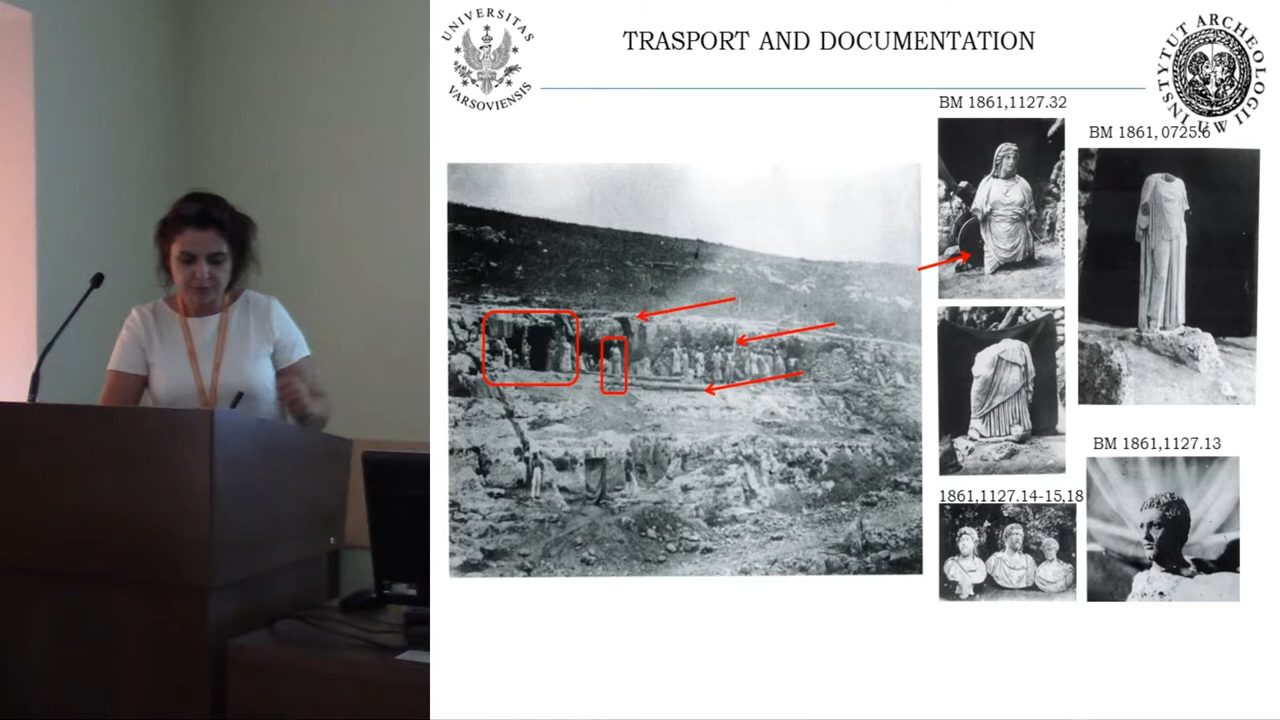 UNIVERSITAS
VARSOVIENSIS
TRASPORT AND DOCUMENTATION
INSTYTUT ARCHEOLOGII UW
BM 1861,1127.32
BM 1861, 0725.6
BM 1861,1127.13
1861,1127.14-15,18